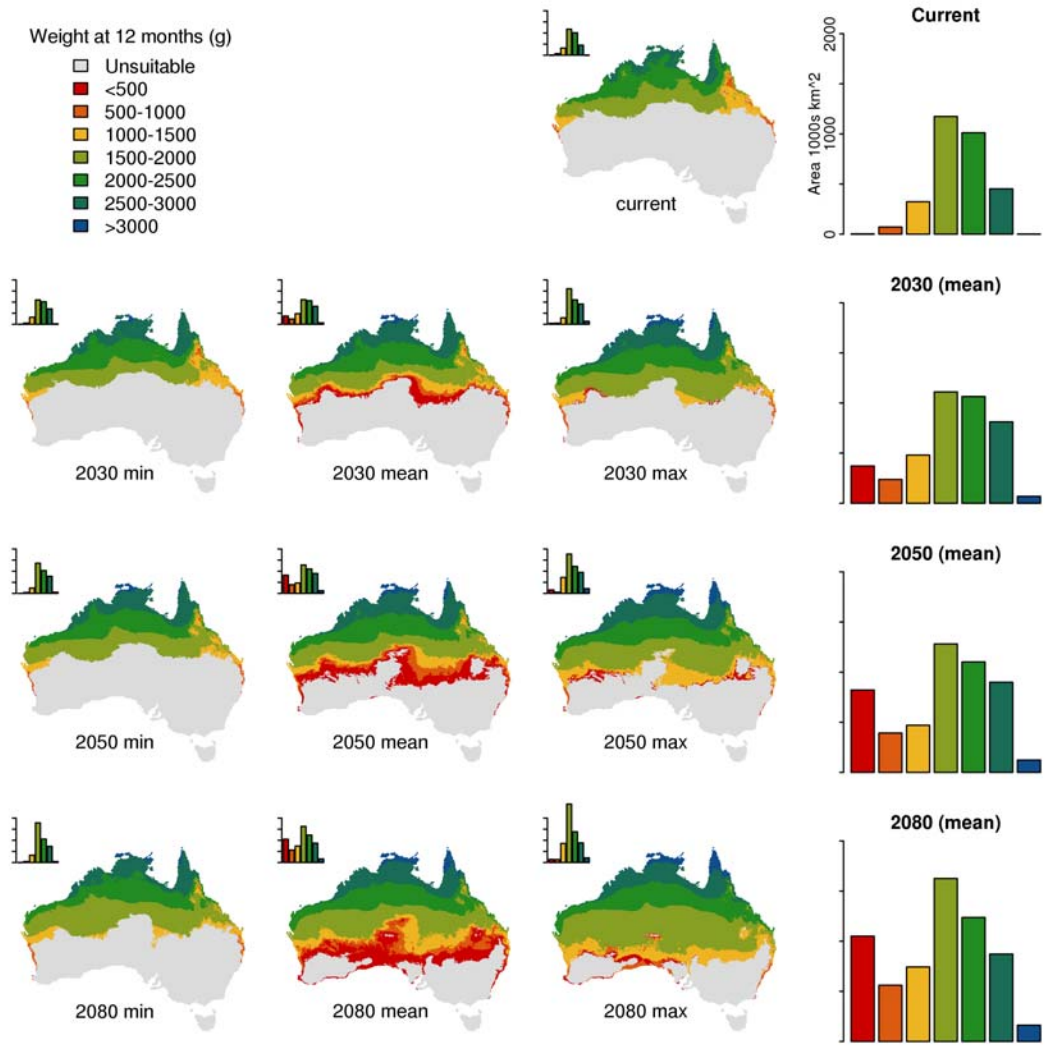 Weight at 12 months (g)
Unsuitable
<500
500-1000
1000-1500
1500-2000
2000-2500
2500-3000
>3000
current
Current
Area 1000s km^2
0
1000
2000
2030 min
2030 mean
2030 max
2030 (mean)
2050 min
2050 mean
2050 max
2050 (mean)
2080 min
2080 mean
2080 max
2080 (mean)